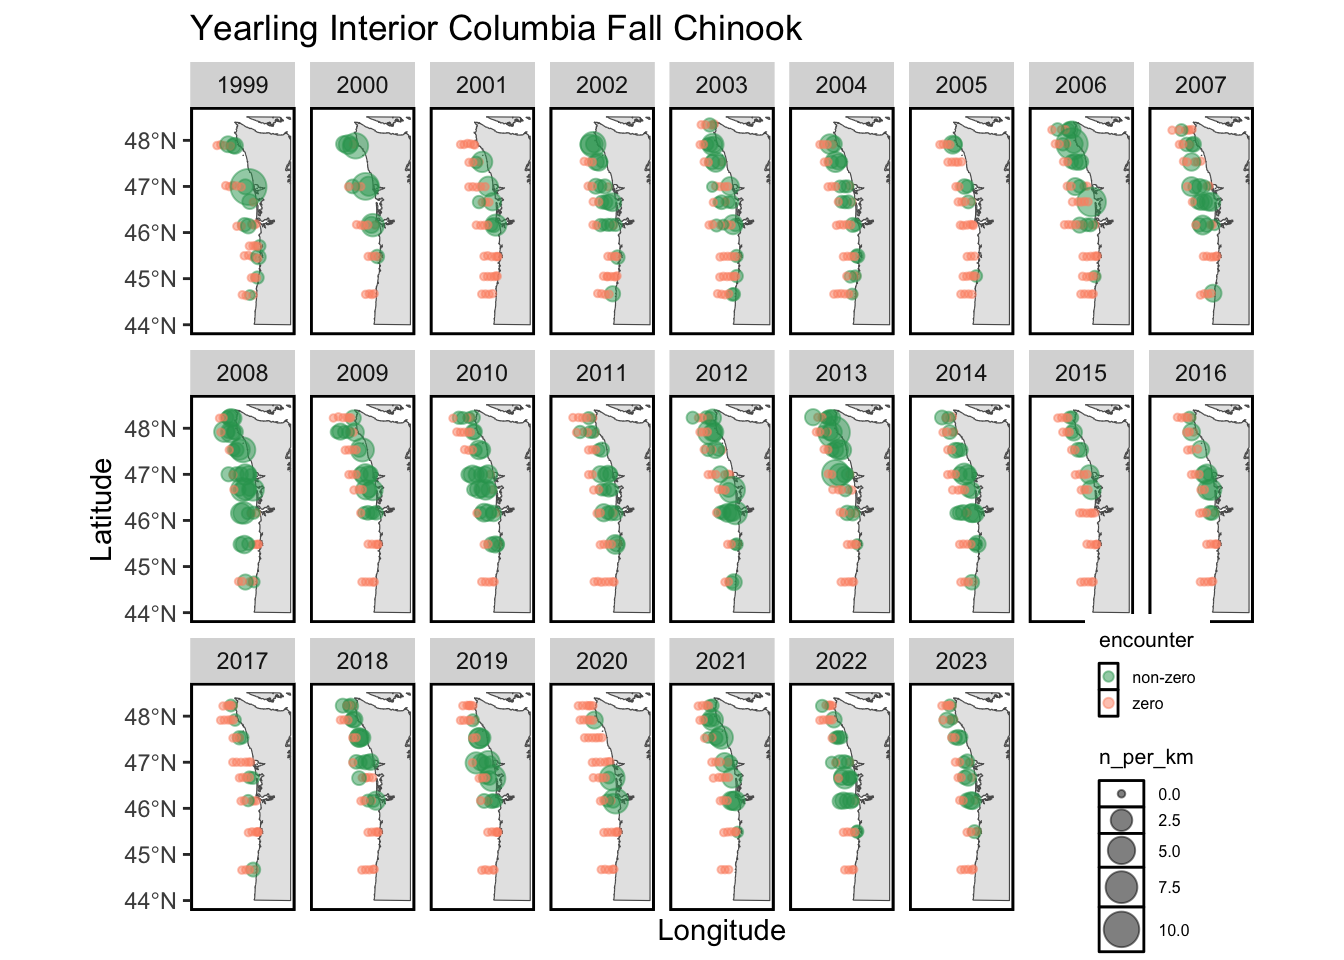 Yearling Interior Columbia Fall Chinook
1999 2000 2001 2002 2003 2004 2005 2006 2007
48°N
47°N
46°N
45°N
44°N
2008 2009 2010 2011 2012 2013 2014 2015 2016
48°N
47°N
46°N
45°N
44°N
Latitude
2017 2018 2019 2020 2021 2022 2023
48°N
47°N
46°N
45°N
44°N
Longitude
encounter
non-zero
zero
n_per_km
0.0
2.5
5.0
7.5
10.0